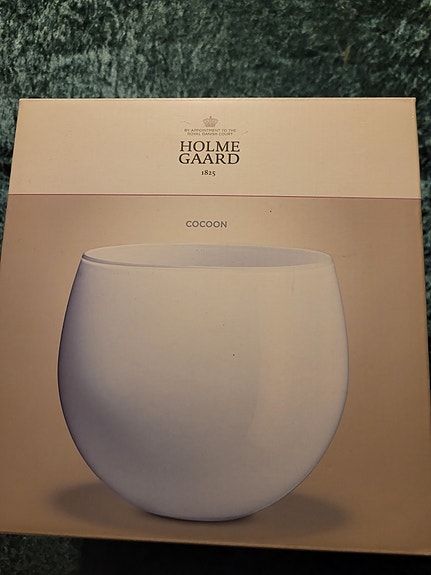 BY APPOINTMENT TO THE
ROYAL DANISH COURT
HOLME
GAARD
1825
COCOON